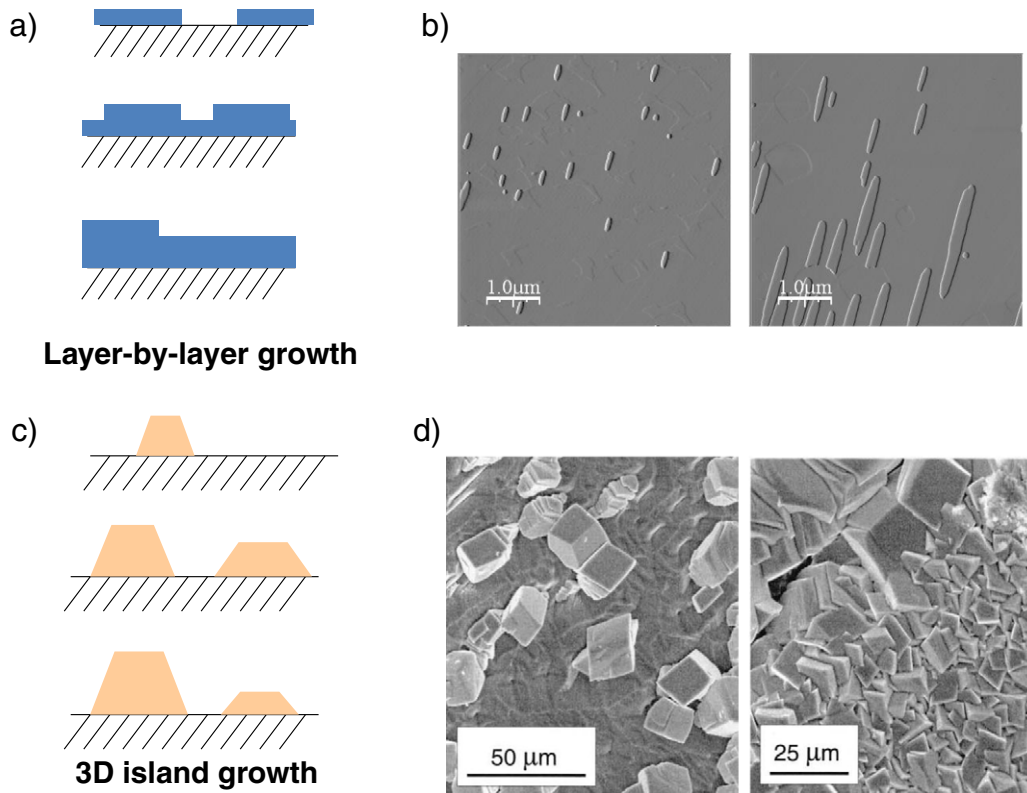 a)
b)
1.0µm
1.0µm
Layer-by-layer growth
c)
d)
50 µm
25 µm
3D island growth